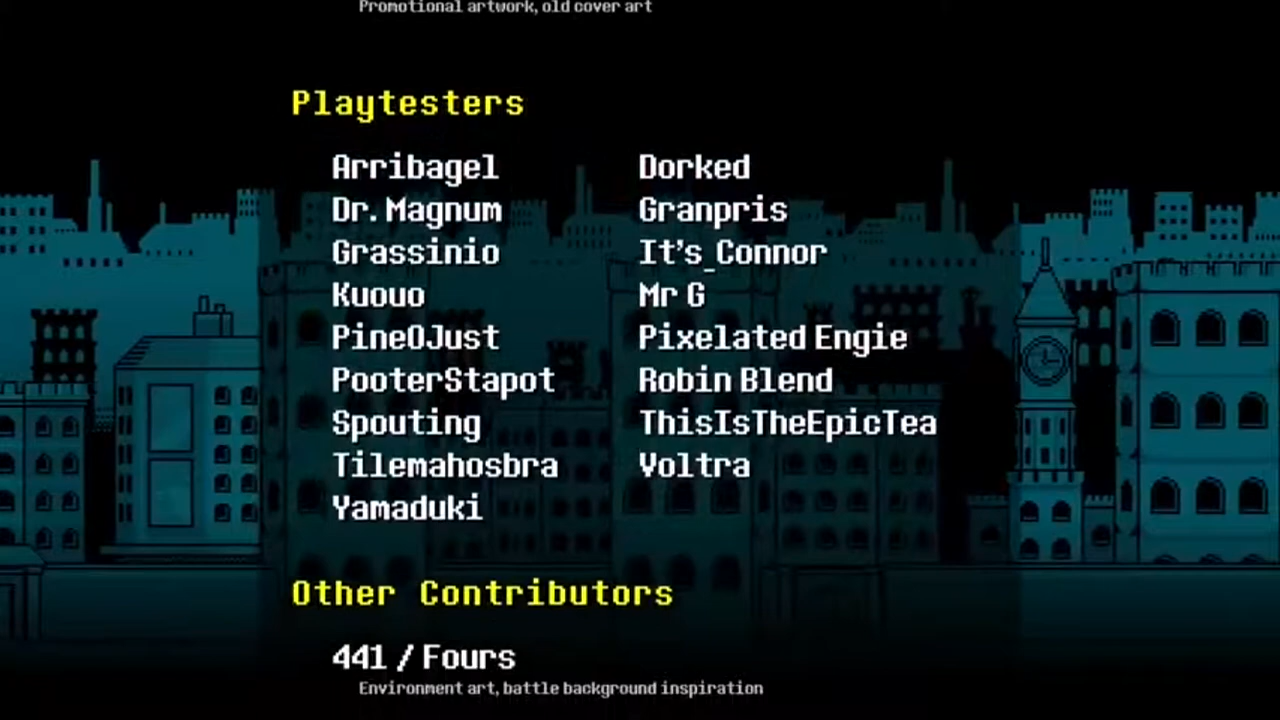 Promotional artwork, old cover art
Playtesters
Arribagel
Dorked
Dr. Magnum
Granpris
Grassinio
It's_Connor
Kuouo
Mr G
PineOJust
Pixelated Engie
PooterStapot
Robin Blend
Spouting
ThisIsTheEpicTea
Tilemahosbra
Voltra
Yamaduki
Other Contributors
441 / Fours
Environment art, battle background inspiration